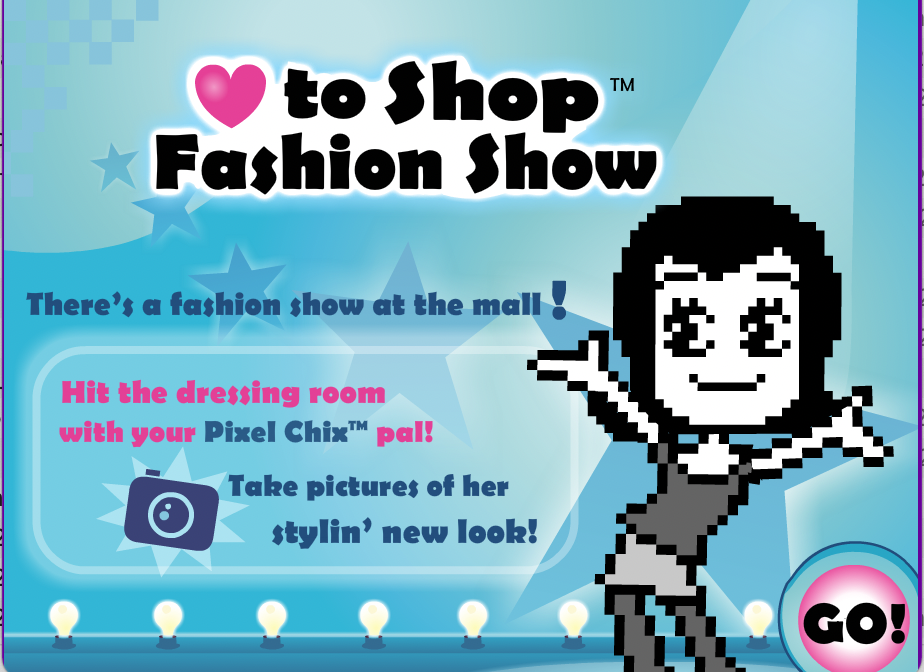 to Shop™
Fashion Show
There's a fashion show at the mall!
Hit the dressing room
with your Pixel Chix™ pal!
Take pictures of her
stylin' new look!
GO!